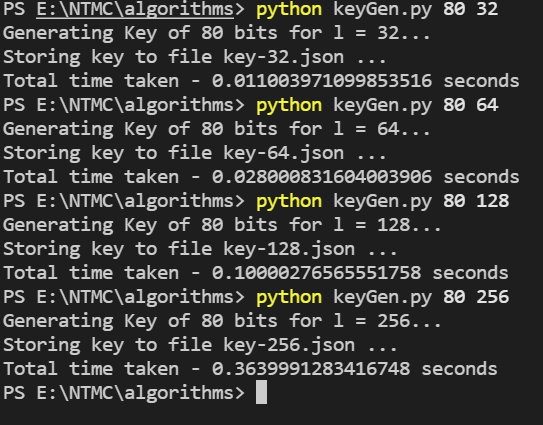 PS E:\NTMC\algorithms> python keyGen.py 80 32
Generating Key of 80 bits for l = 32...
Storing key to file key-32.json ...
Total time taken - 0.011003971099853516 seconds
PS E:\NTMC\algorithms> python keyGen.py 80 64
Generating Key of 80 bits for l = 64...
Storing key to file key-64.json ...
Total time taken - 0.028000831604003906 seconds
PS E:\NTMC\algorithms> python keyGen.py 80 128
Generating Key of 80 bits for l = 128...
Storing key to file key-128.json ...
Total time taken - 0.10000276565551758 seconds
PS E:\NTMC\algorithms> python keyGen.py 80 256
Generating Key of 80 bits for l = 256...
Storing key to file key-256.json ...
Total time taken - 0.3639991283416748 seconds
PS E:\NTMC\algorithms>